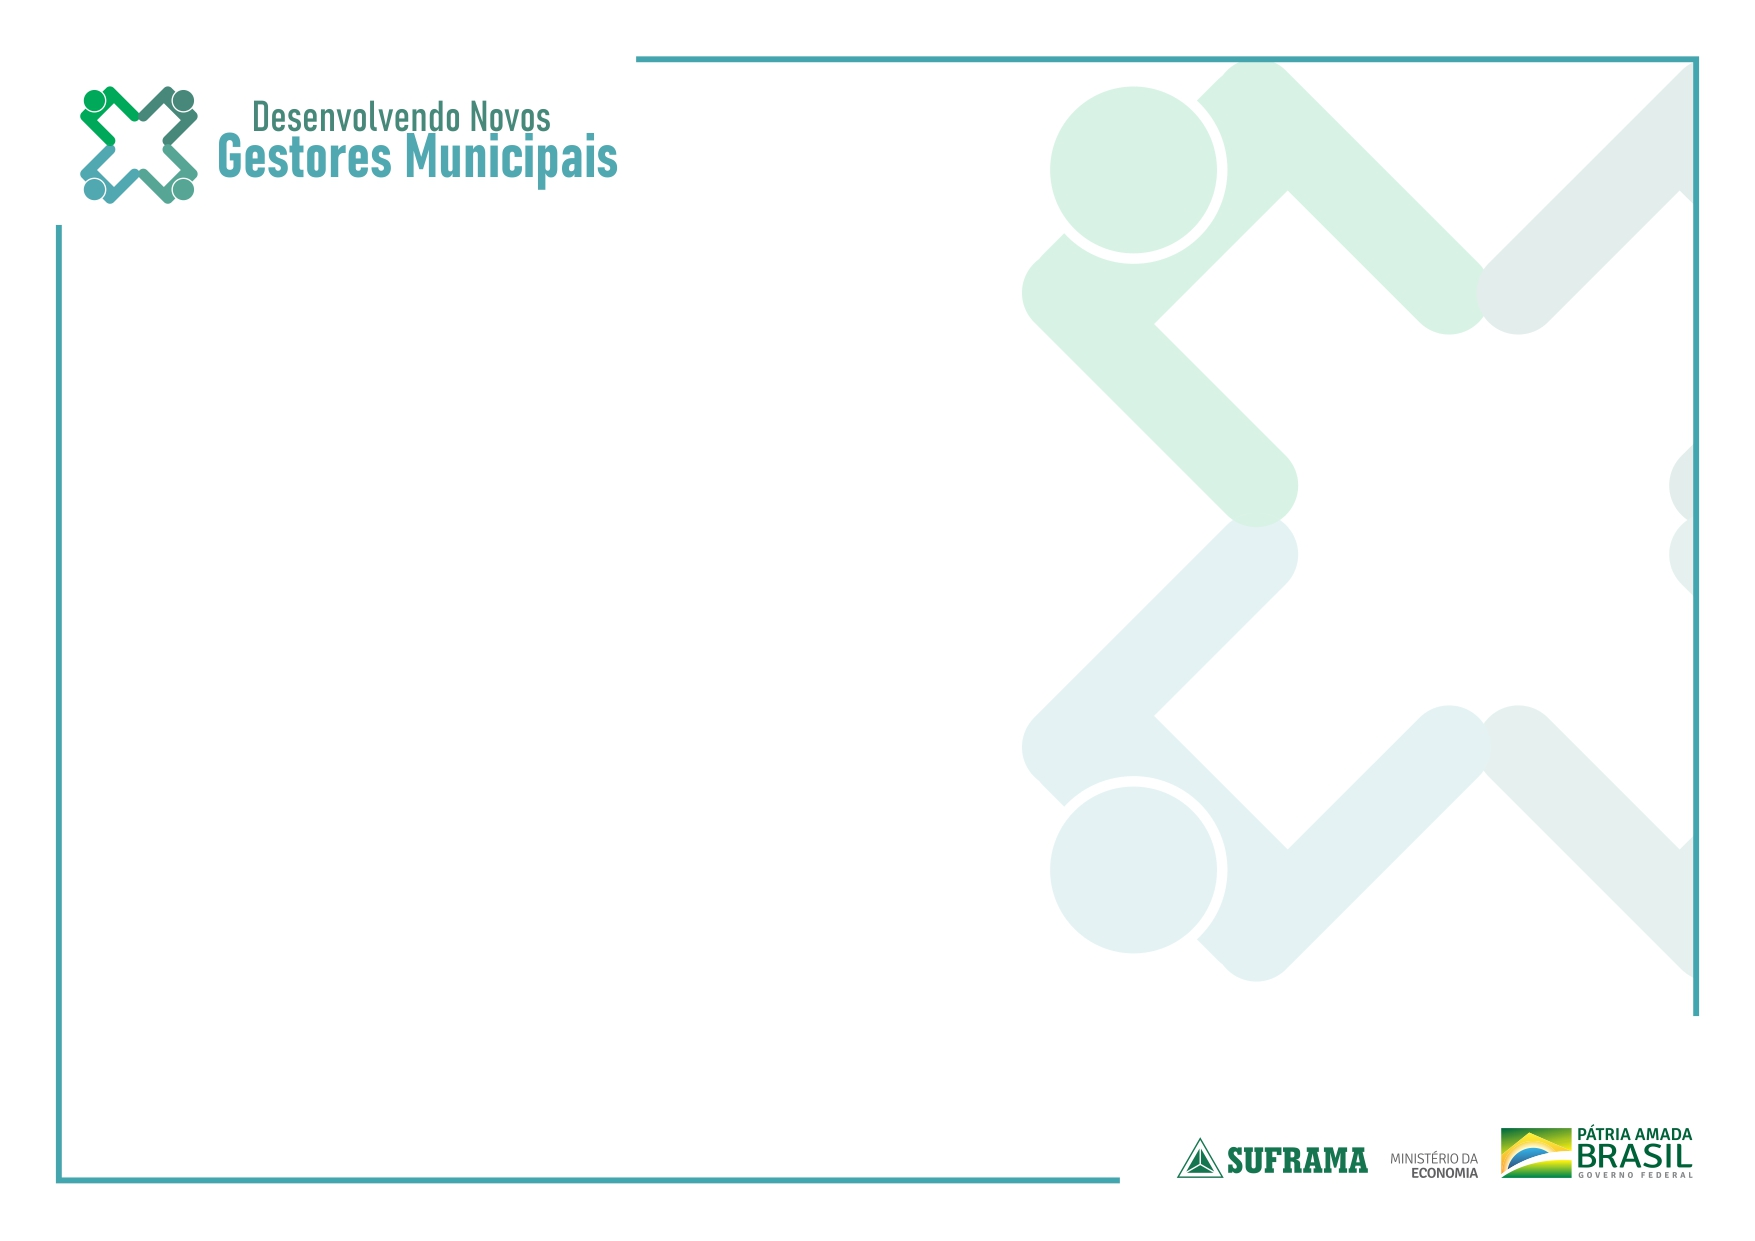 Desenvolvendo Novos
Gestores Municipais
SUFRAMA
MINISTÉRIO DA
ECONOMIA
PÁTRIA AMADA
BRASIL
GOVERNO FEDERAL